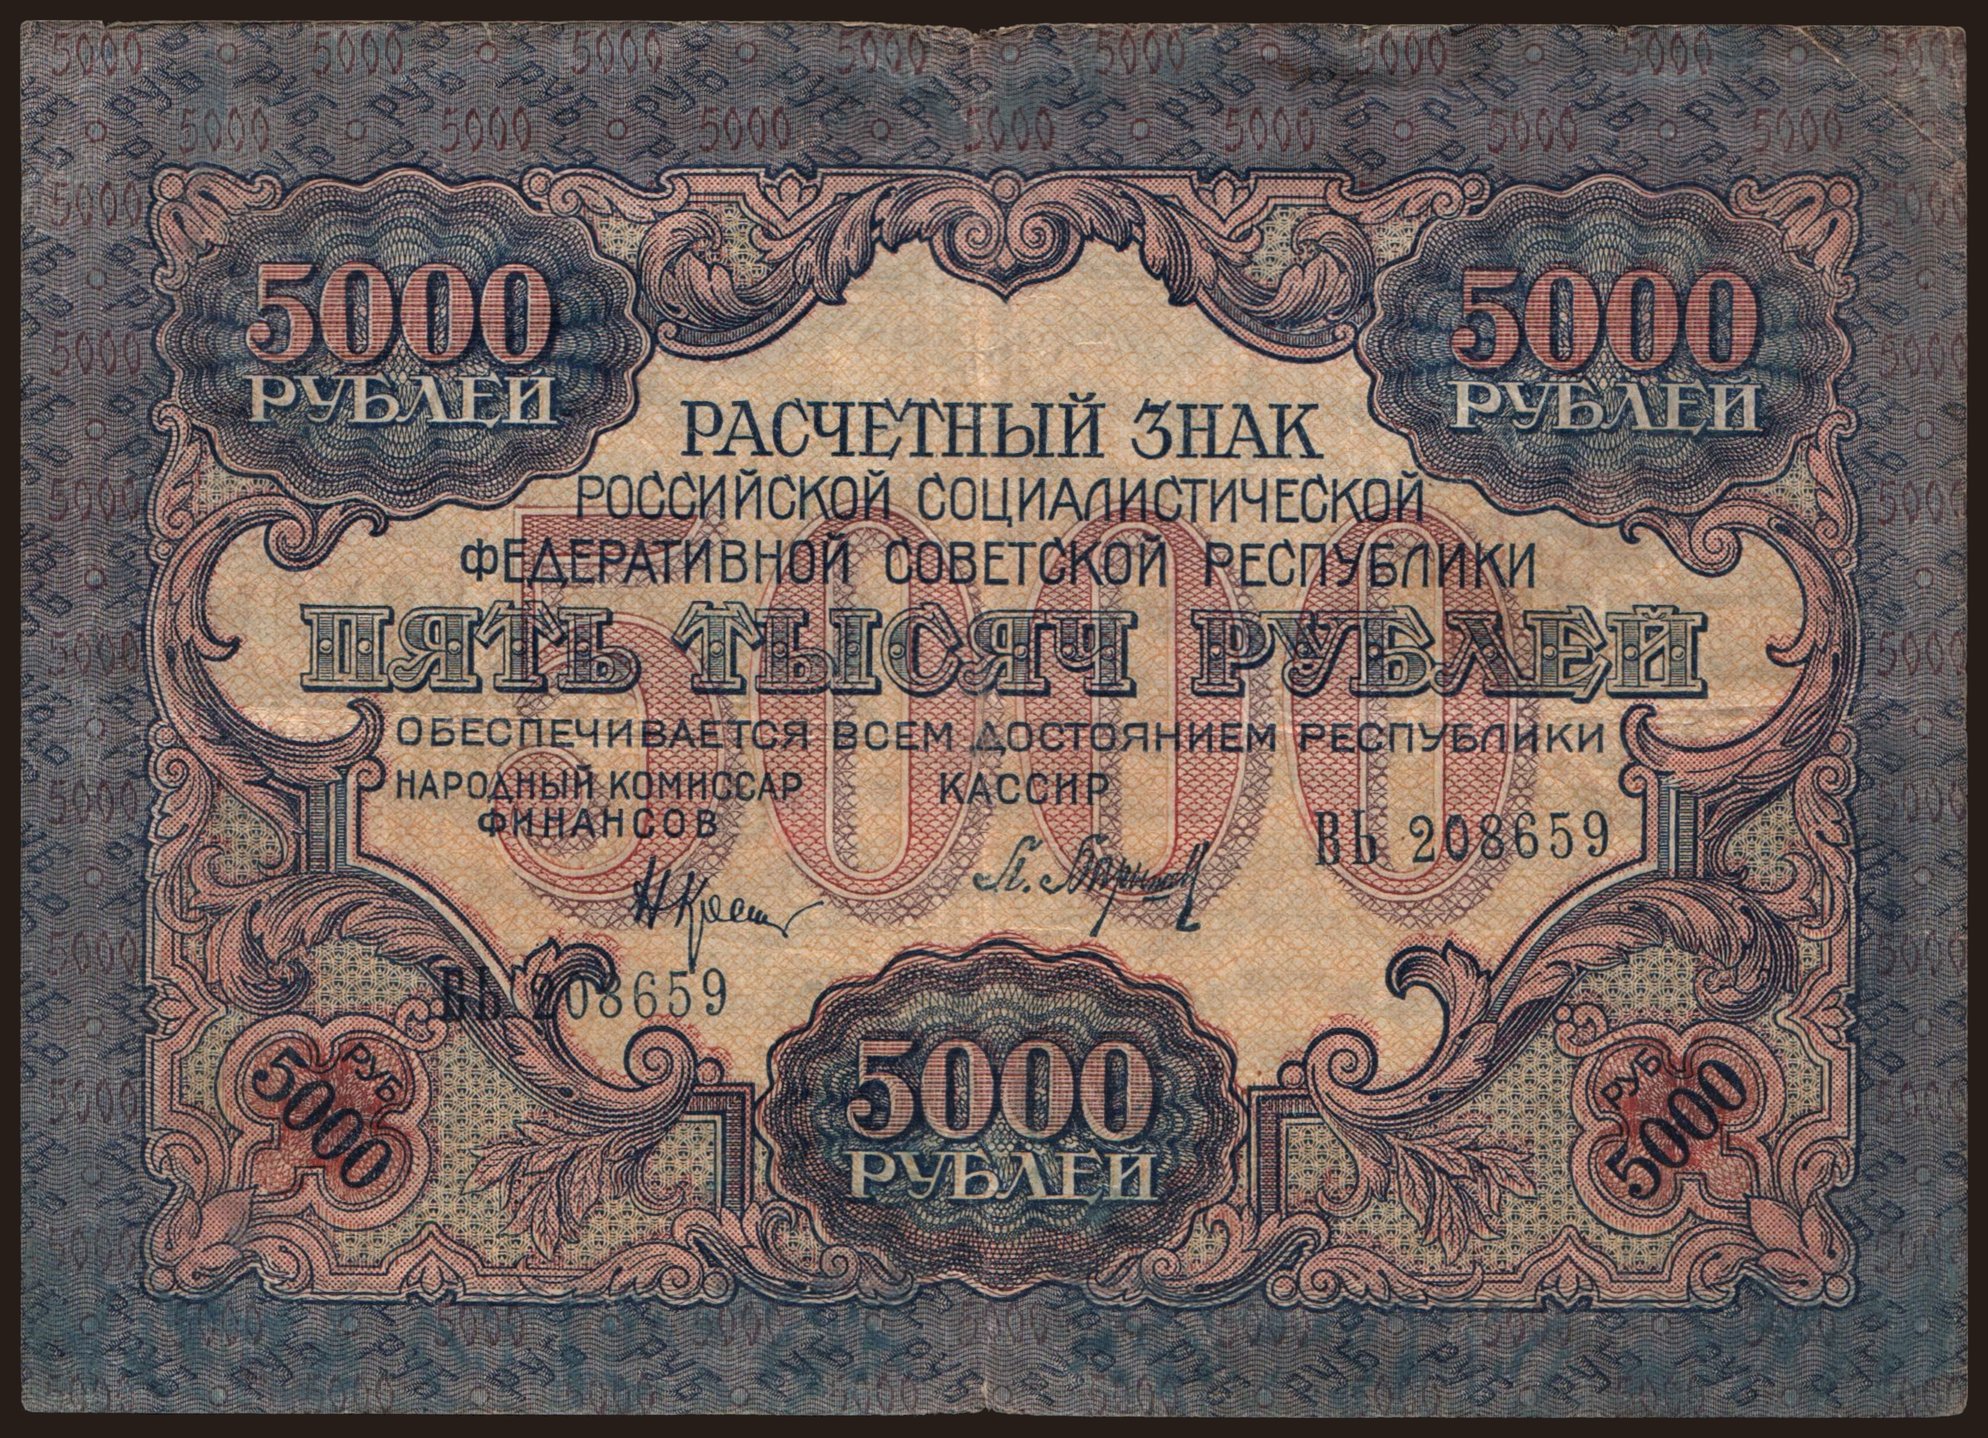 5000
РУБЛЕЙ
5000
РУБЛЕЙ
РАСЧЕТНЫЙ ЗНАК
РОССИЙСКОЙ СОЦИАЛИСТИЧЕСКОЙ
ФЕДЕРАТИВНОЙ СОВЕТСКОЙ РЕСПУБЛИКИ
5000
ПЯТЬ ТЫСЯЧ РУБЛЕЙ
ОБЕСПЕЧИВАЕТСЯ ВСЕМ ДОСТОЯНИЕМ РЕСПУБЛИКИ
НАРОДНЫЙ КОМИССАР
ФИНАНСОВ
КАССИР
ВЬ 208659
ВЬ 208659
РУБ
5000
5000
РУБЛЕЙ
РУБ
5000